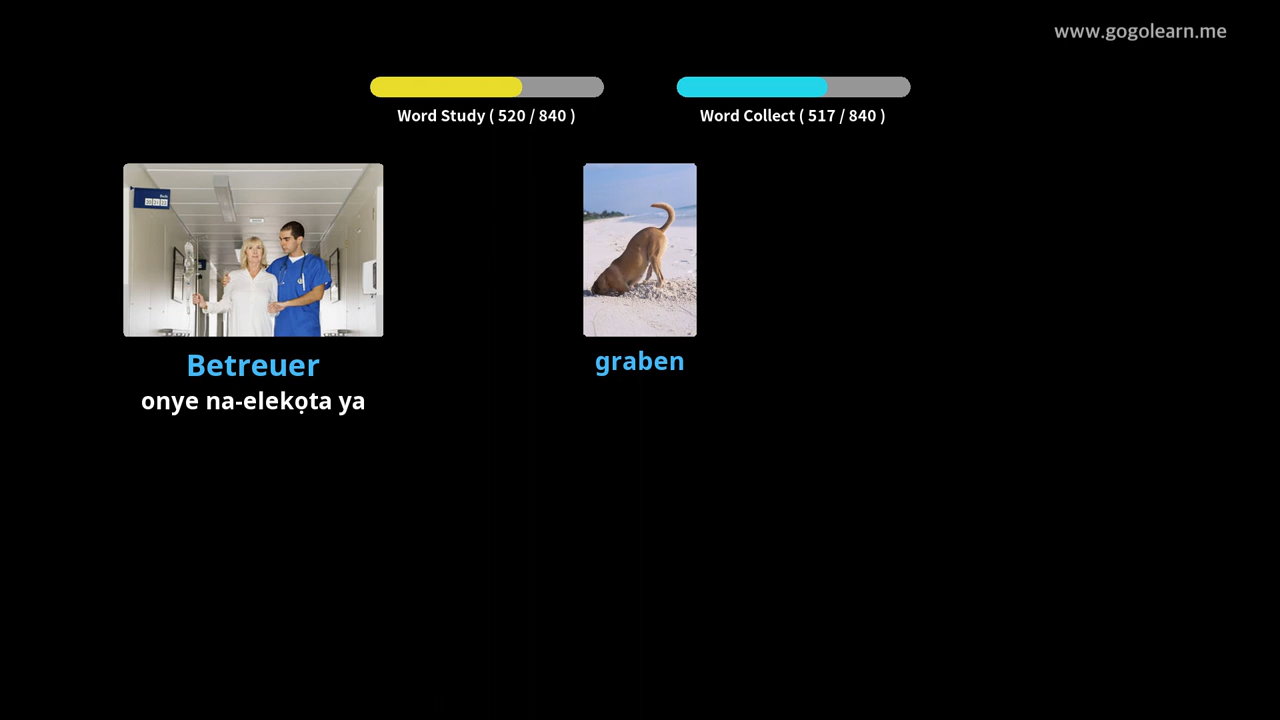 www.gogolearn.me
Word Study ( 520 / 840 )
Word Collect ( 517 / 840 )
Betreuer
onye na-elekọta ya
graben